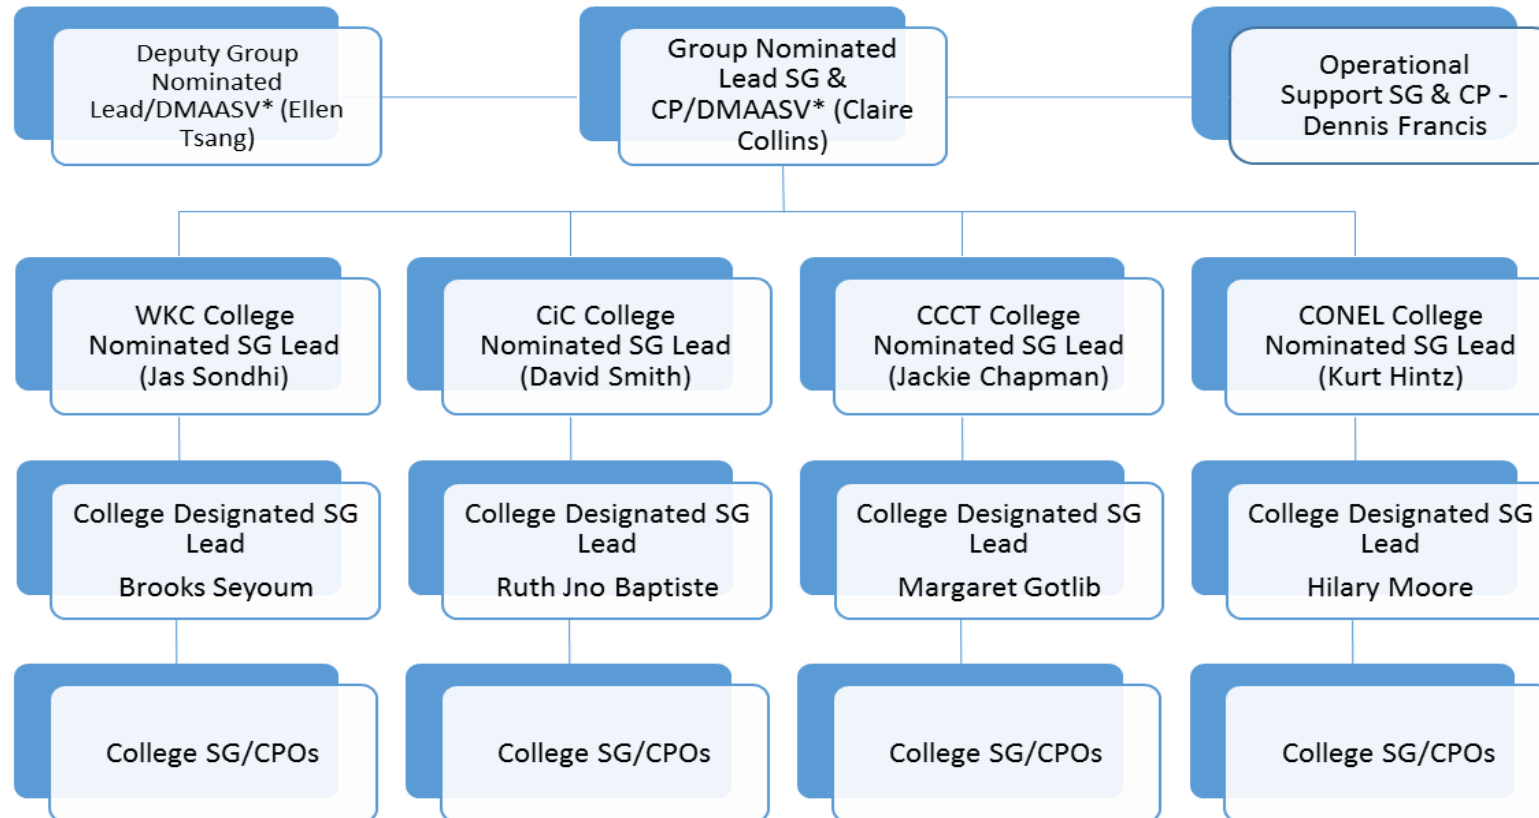 Deputy Group
Nominated
Lead/DMAASV* (Ellen
Tsang)
Group Nominated
Lead SG &
CP/DMAASV* (Claire
Collins)
Operational
Support SG & CP -
Dennis Francis
WKC College
Nominated SG Lead
(Jas Sondhi)
CiC College
Nominated SG Lead
(David Smith)
CCCT College
Nominated SG Lead
(Jackie Chapman)
CONEL College
Nominated SG Lead
(Kurt Hintz)
College Designated SG
Lead
Brooks Seyoum
College Designated SG
Lead
Ruth Jno Baptiste
College Designated SG
Lead
Margaret Gotlib
College Designated SG
Lead
Hilary Moore
College SG/CPOs
College SG/CPOs
College SG/CPOs
College SG/CPOs